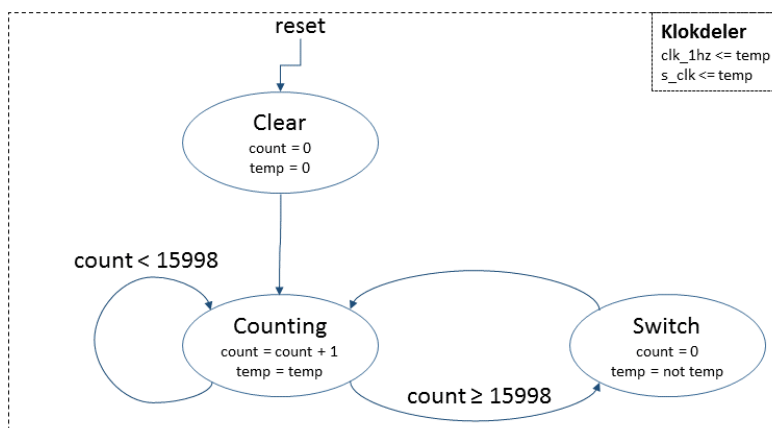 reset
Klokdeler
clk_1hz <= temp
s_clk <= temp
Clear
count = 0
temp = 0
count < 15998
Counting
count = count + 1
temp = temp
Switch
count = 0
temp = not temp
count ≥ 15998